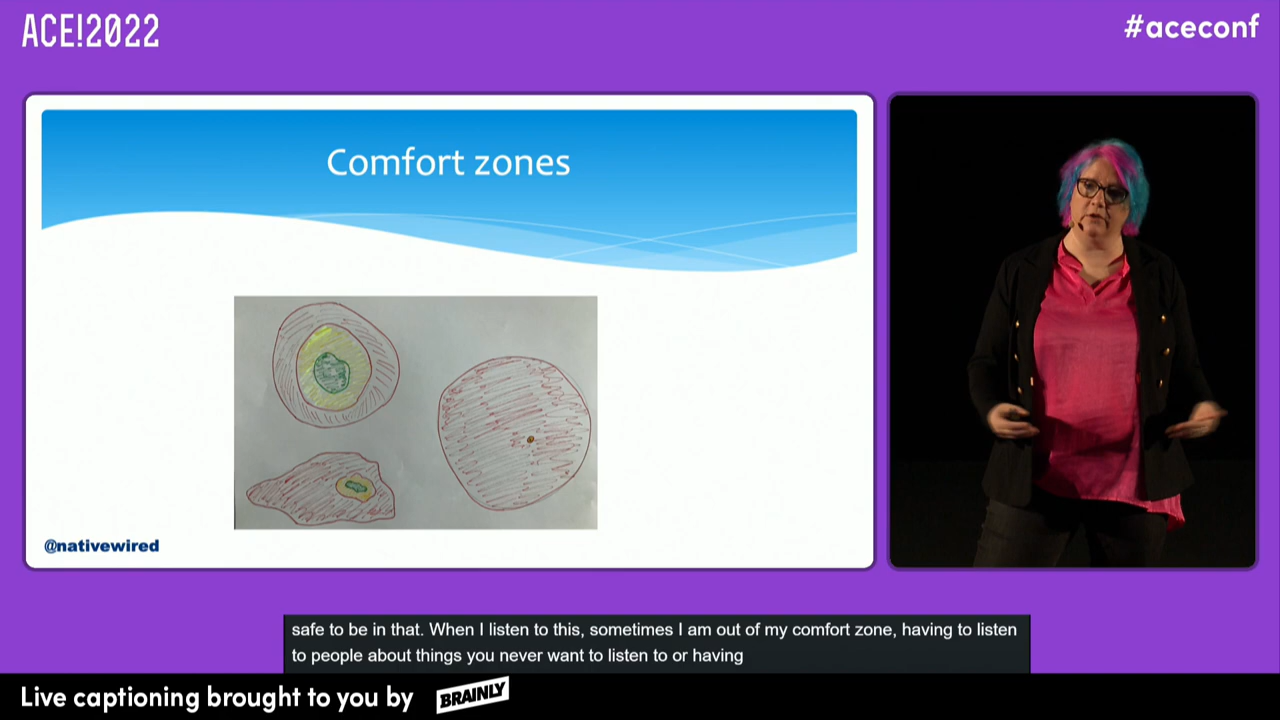 ACE!2022
#aceconf
Comfort zones
@nativewired
safe to be in that. When I listen to this, sometimes I am out of my comfort zone, having to listen
to people about things you never want to listen to or having
Live captioning brought to you by BRAINLY